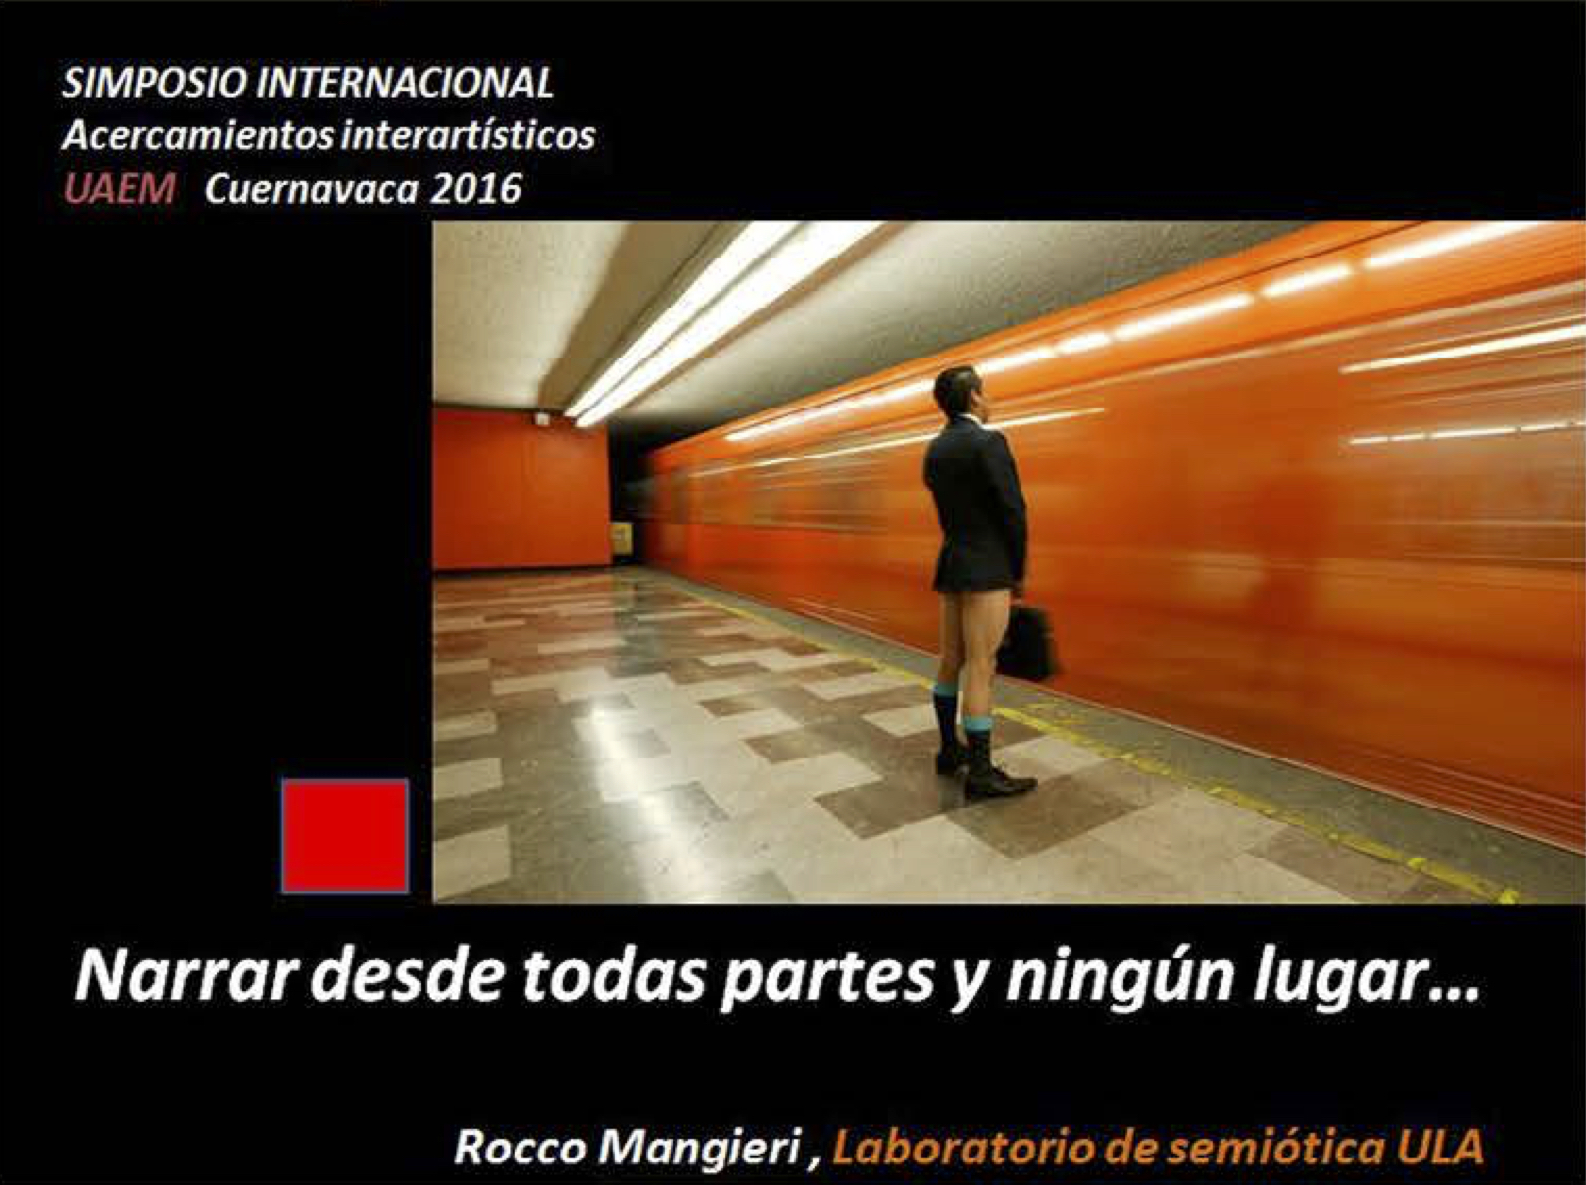 SIMPOSIO INTERNACIONAL
Acercamientos interartísticos
UAEM Cuernavaca 2016
Narrar desde todas partes y ningún lugar...
Rocco Mangieri , Laboratorio de semiótica ULA